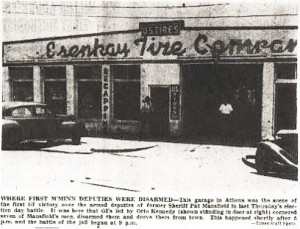 US TIRES
Esenkay Tire Company
RECAPPING
WHERE FIRST M'MINN DEPUTIES WERE DISARMED—This garage in Athens was the scene
of the first GI victory over the armed deputies of former Sheriff Pat Mansfield in last Thursday's elec-
tion day battle. It was here that GI's led by Otto Kennedy (shown standing in door at right) cornered
seven of Mansfield's men, disarmed them and drove them from town. This happened shortly after 5
p.m. and the battle of the jail began at 9 p.m.